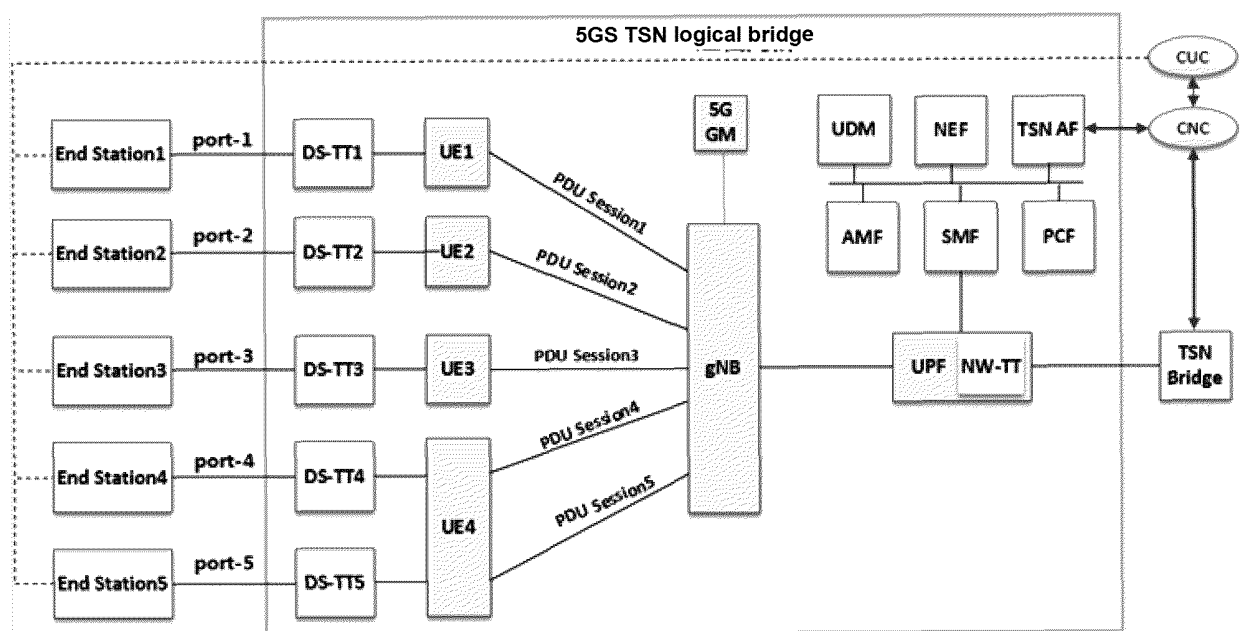 5GS TSN logical bridge
CUC
CNC
5G
GM
UDM
NEF
TSN AF
AMF
SMF
PCF
End Station1
port-1
DS-TT1
UE1
PDU Session1
End Station2
port-2
DS-TT2
UE2
PDU Session2
End Station3
port-3
DS-TT3
UE3
PDU Session3
gNB
UPF
NW-TT
TSN
Bridge
End Station4
port-4
DS-TT4
PDU Session4
UE4
PDU Session5
End Station5
port-5
DS-TT5